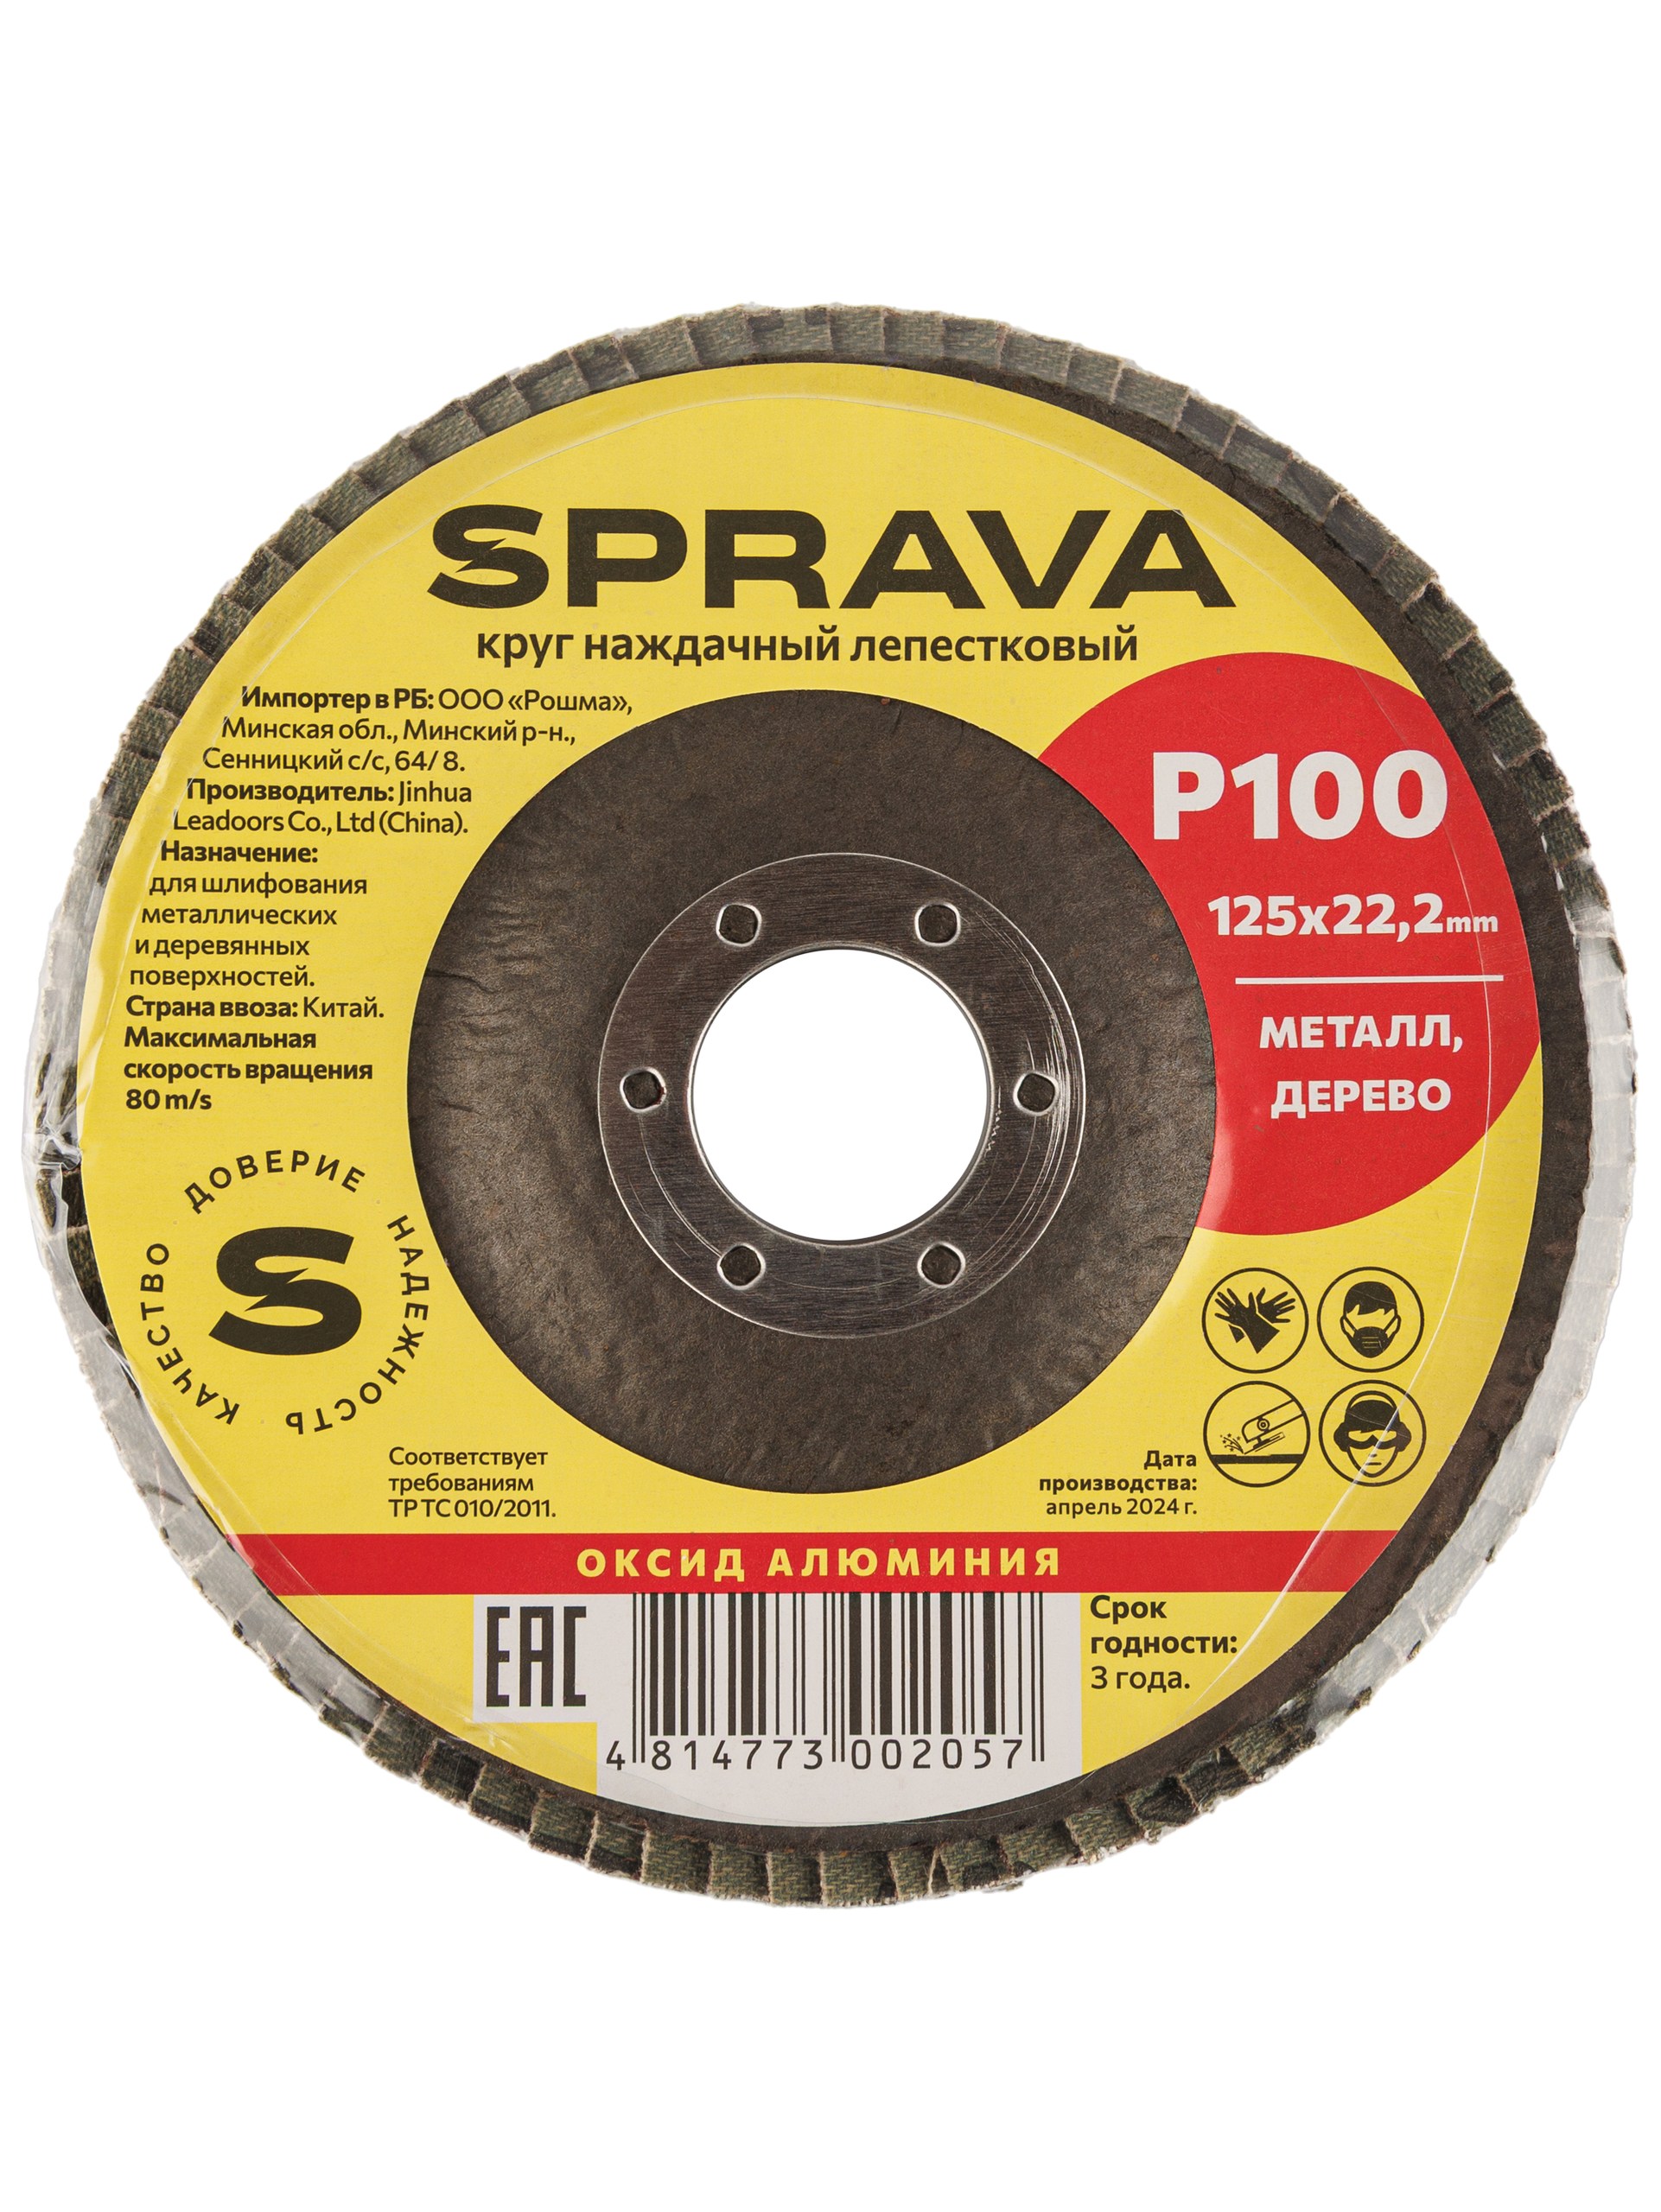 SPRAVA
круг наждачный лепестковый
Импортер в РБ: ООО «Рошма»,
Минская обл., Минский р-н.,
Сенницкий с/с, 64/ 8.
Производитель: Jinhua
Leadoors Co., Ltd (China).
Назначение:
для шлифования
металлических
и деревянных
поверхностей.
Страна ввоза: Китай.
Максимальная
скорость вращения
80 m/s
P100
125x22,2mm
МЕТАЛЛ,
ДЕРЕВО
КАЧЕСТВО ДОВЕРИЕ НАДЕЖНОСТЬ
S
Соответствует
требованиям
ТР ТС 010/2011.
Дата
производства:
апрель 2024 г.
ОКСИД АЛЮМИНИЯ
EAC
4 814773 002057
Срок
годности:
3 года.